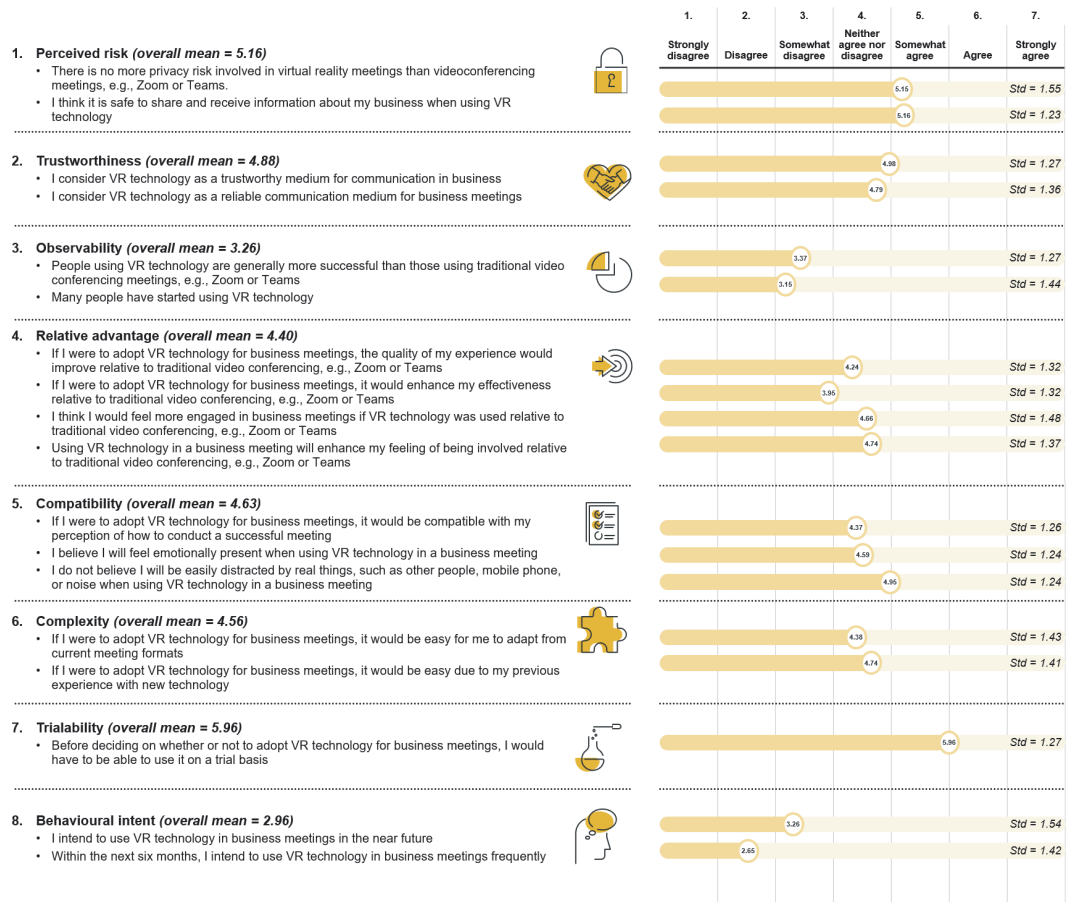 1. 2. 3. 4. 5. 6. 7.
Strongly disagree Disagree Somewhat disagree Neither agree nor disagree Somewhat agree Agree Strongly agree
1. Perceived risk (overall mean = 5.16)
• There is no more privacy risk involved in virtual reality meetings than videoconferencing
meetings, e.g., Zoom or Teams.
5.15 Std = 1.55
• I think it is safe to share and receive information about my business when using VR
technology
5.16 Std = 1.23
2. Trustworthiness (overall mean = 4.88)
• I consider VR technology as a trustworthy medium for communication in business
4.98 Std = 1.27
• I consider VR technology as a reliable communication medium for business meetings
4.79 Std = 1.36
3. Observability (overall mean = 3.26)
• People using VR technology are generally more successful than those using traditional video
conferencing meetings, e.g., Zoom or Teams
3.37 Std = 1.27
• Many people have started using VR technology
3.15 Std = 1.44
4. Relative advantage (overall mean = 4.40)
• If I were to adopt VR technology for business meetings, the quality of my experience would
improve relative to traditional video conferencing, e.g., Zoom or Teams
4.24 Std = 1.32
• If I were to adopt VR technology for business meetings, it would enhance my effectiveness
relative to traditional video conferencing, e.g., Zoom or Teams
3.95 Std = 1.32
• I think I would feel more engaged in business meetings if VR technology was used relative to
traditional video conferencing, e.g., Zoom or Teams
4.66 Std = 1.48
• Using VR technology in a business meeting will enhance my feeling of being involved relative
to traditional video conferencing, e.g., Zoom or Teams
4.74 Std = 1.37
5. Compatibility (overall mean = 4.63)
• If I were to adopt VR technology for business meetings, it would be compatible with my
perception of how to conduct a successful meeting
4.37 Std = 1.26
• I believe I will feel emotionally present when using VR technology in a business meeting
4.59 Std = 1.24
• I do not believe I will be easily distracted by real things, such as other people, mobile phone,
or noise when using VR technology in a business meeting
4.95 Std = 1.24
6. Complexity (overall mean = 4.56)
• If I were to adopt VR technology for business meetings, it would be easy for me to adapt from
current meeting formats
4.38 Std = 1.43
• If I were to adopt VR technology for business meetings, it would be easy due to my previous
experience with new technology
4.74 Std = 1.41
7. Trialability (overall mean = 5.96)
• Before deciding on whether or not to adopt VR technology for business meetings, I would
have to be able to use it on a trial basis
5.96 Std = 1.27
8. Behavioural intent (overall mean = 2.96)
• I intend to use VR technology in business meetings in the near future
3.26 Std = 1.54
• Within the next six months, I intend to use VR technology in business meetings frequently
2.65 Std = 1.42